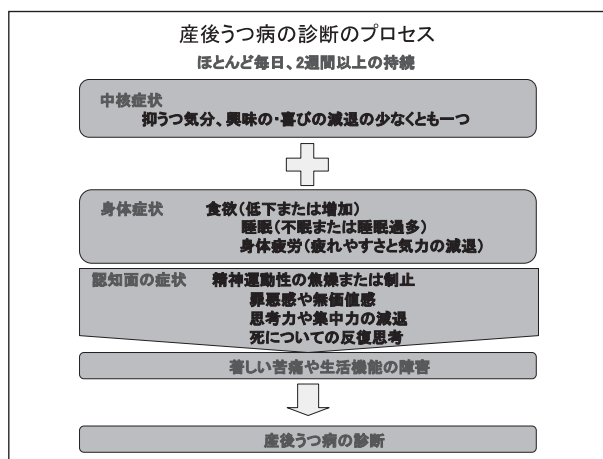 産後うつ病の診断のプロセス
ほとんど毎日、2週間以上の持続
中核症状
抑うつ気分、興味の・喜びの減退の少なくとも一つ
身体症状 食欲(低下または増加)
睡眠(不眠または睡眠過多)
身体疲労(疲れやすさと気力の減退)
認知面の症状 精神運動性の焦燥または制止
罪悪感や無価値感
思考力や集中力の減退
死についての反復思考
著しい苦痛や生活機能の障害
産後うつ病の診断